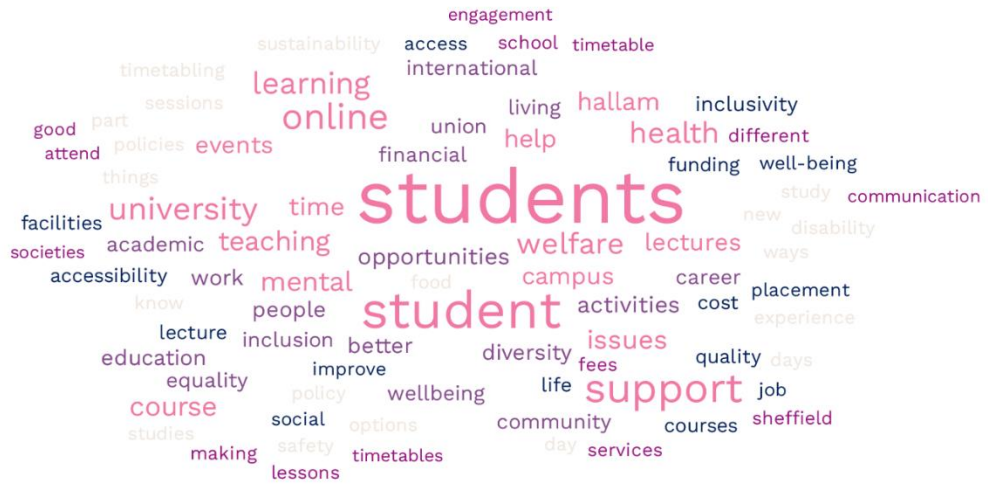 engagement
sustainability access school timetable
timetabling international
learning
sessions living hallam inclusivity
part online union help health different
good
attend policies events financial funding well-being
things students study communication
university time new
facilities disability
societies academic teaching opportunities welfare lectures ways
accessibility work mental food campus career placement
know people student activities cost experience
lecture inclusion better diversity issues quality days
education improve fees
equality policy wellbeing life support job
course social options community courses sheffield
studies safety day services
making timetables
lessons